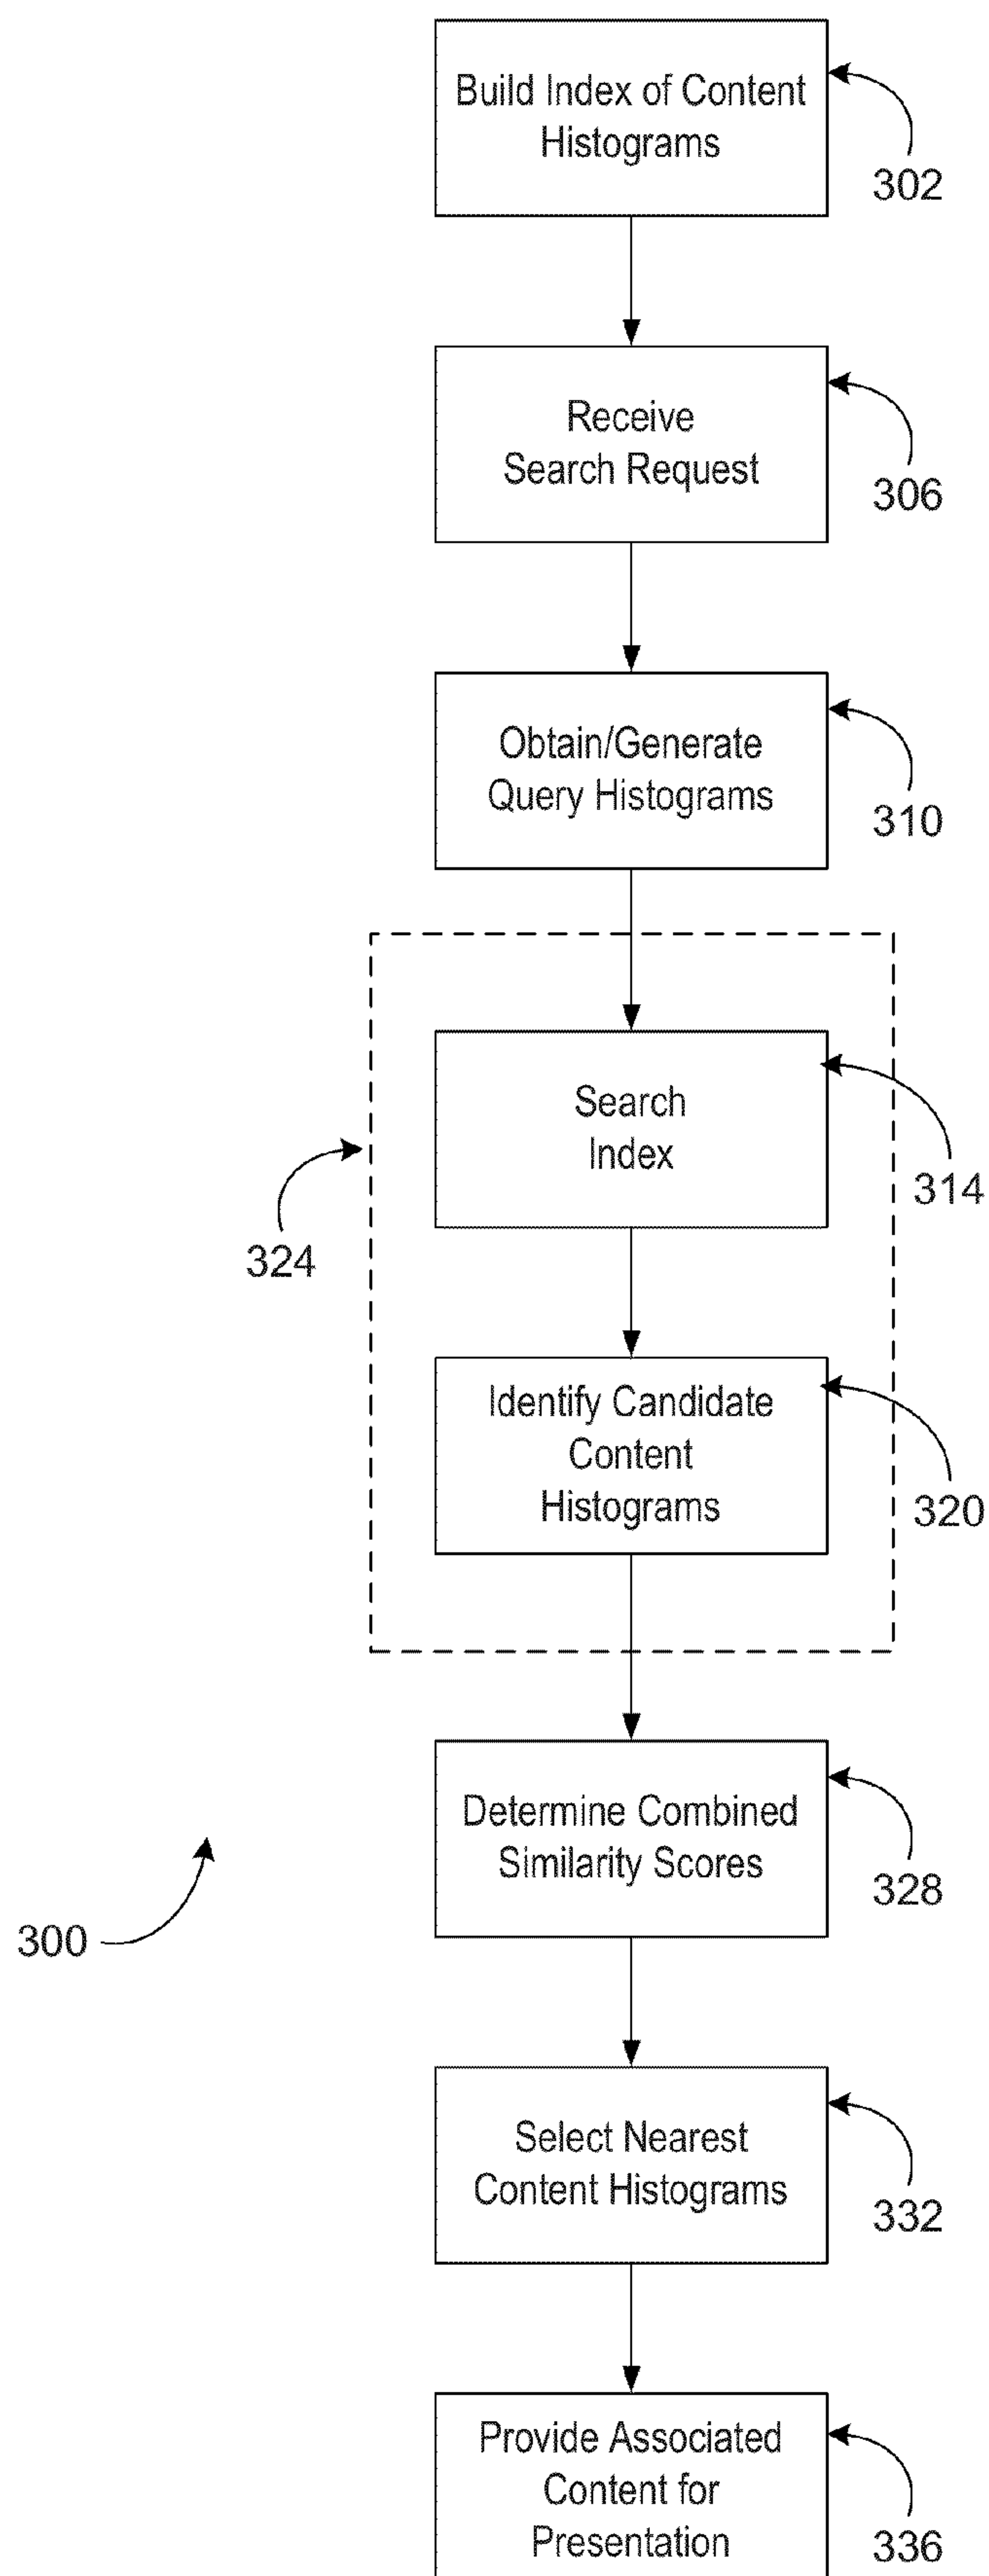 Build Index of Content
Histograms
302
Receive
Search Request
306
Obtain/Generate
Query Histograms
310
Search
Index
314
324
Identify Candidate
Content
Histograms
320
Determine Combined
Similarity Scores
328
300
Select Nearest
Content Histograms
332
Provide Associated
Content for
Presentation
336